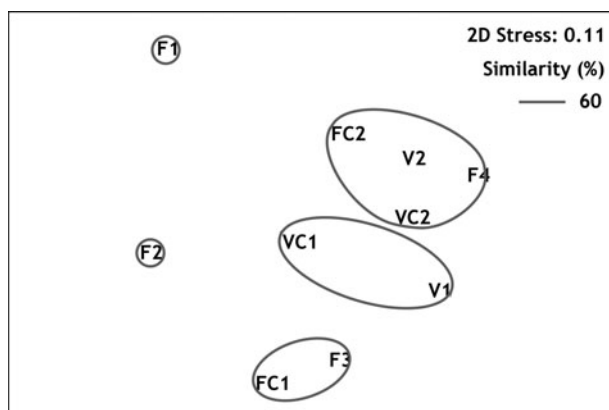 F1
2D Stress: 0.11
Similarity (%)
60
FC2
V2
F4
VC2
VC1
F2
V1
F3
FC1